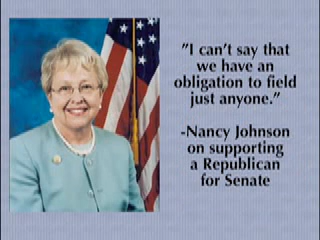 "I can't say that
we have an
obligation to field
just anyone."
-Nancy Johnson
on supporting
a Republican
for Senate